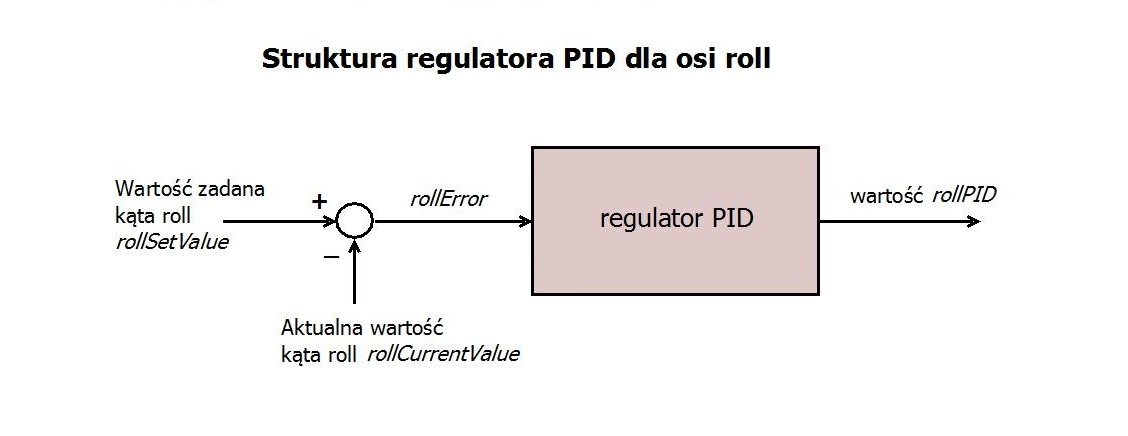 Struktura regulatora PID dla osi roll
Wartość zadana
kąta roll
rollSetValue
+
rollError
regulator PID
wartość rollPID
–
Aktualna wartość
kąta roll rollCurrentValue